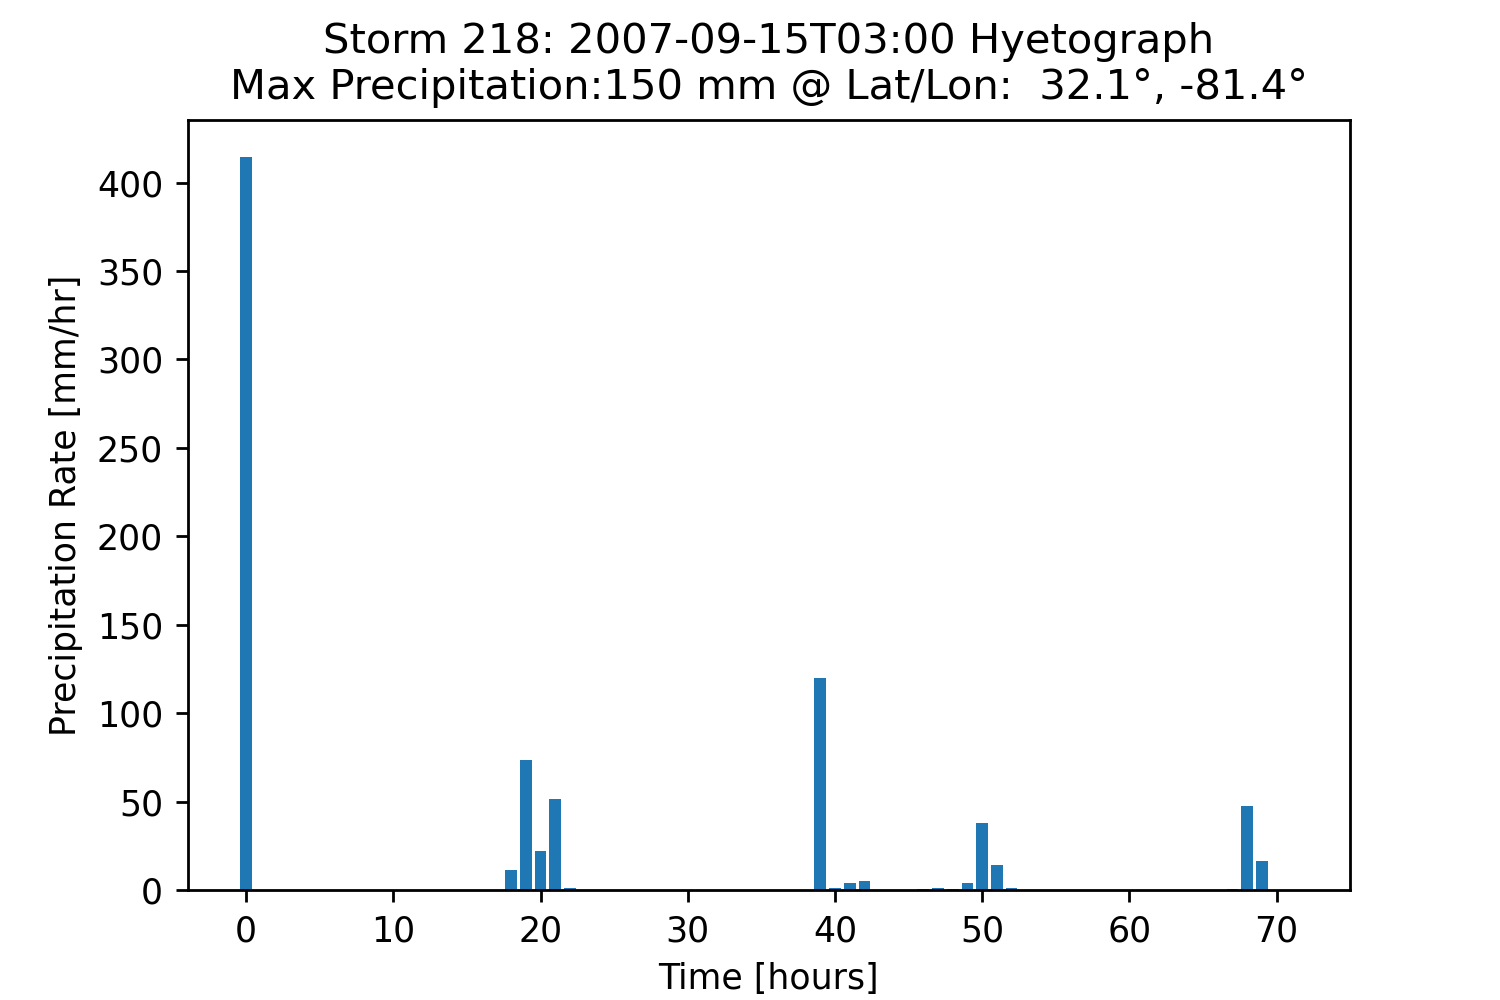 Storm 218: 2007-09-15T03:00 Hyetograph
Max Precipitation:150 mm @ Lat/Lon:  32.1°, -81.4°
Precipitation Rate [mm/hr]
400
350
300
250
200
150
100
50
0
0 10 20 30 40 50 60 70
Time [hours]